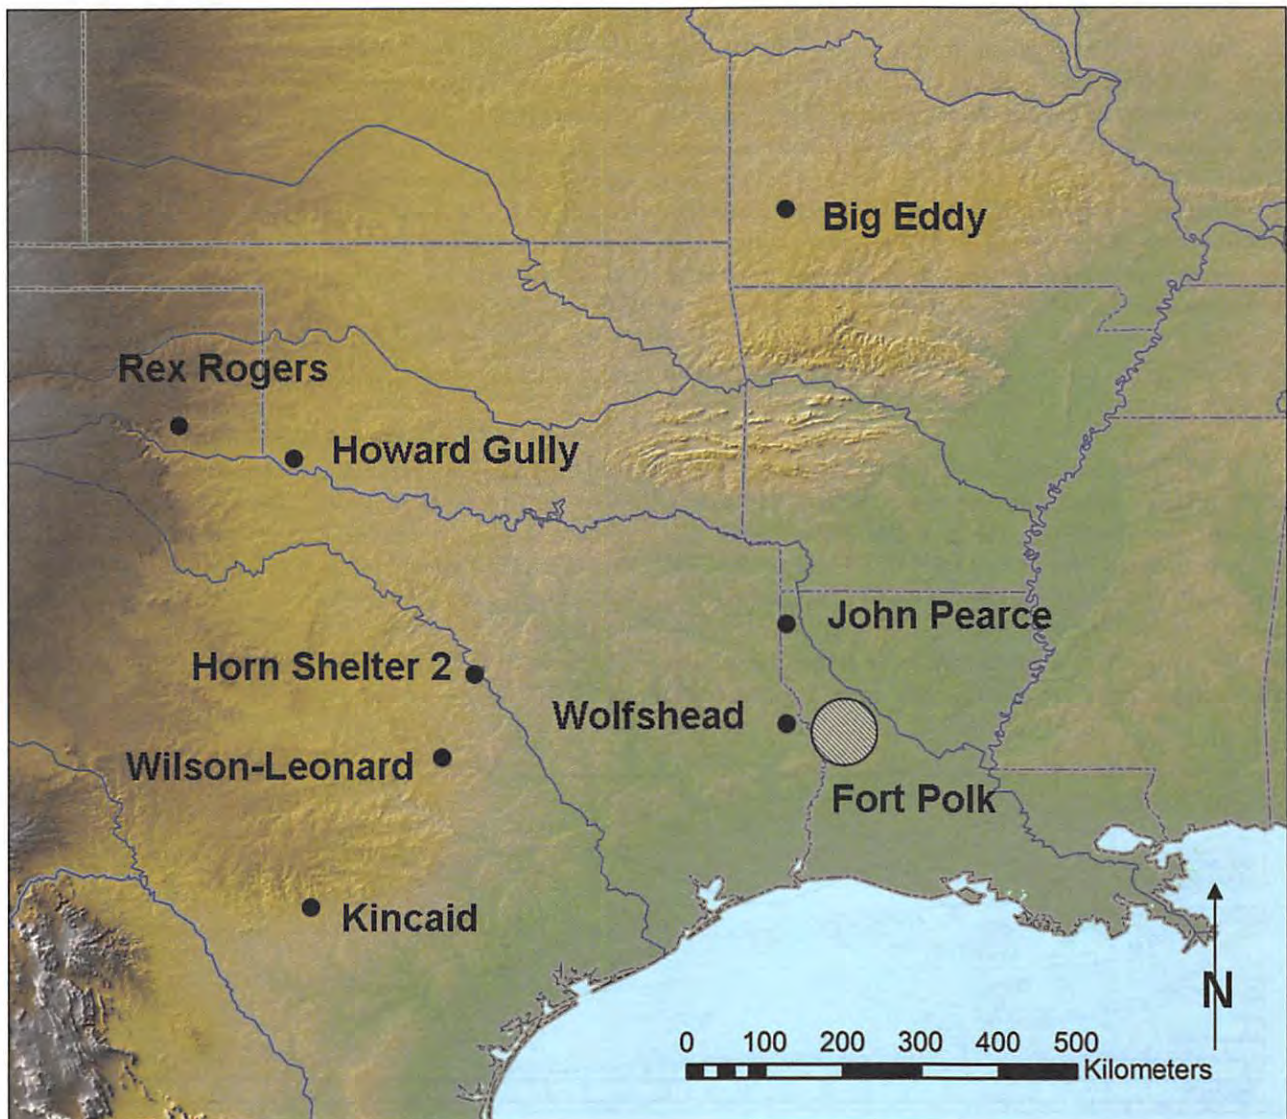 Big Eddy
Rex Rogers
Howard Gully
John Pearce
Horn Shelter 2
Wolfshead
Wilson-Leonard
Fort Polk
Kincaid
N
0 100 200 300 400 500
Kilometers